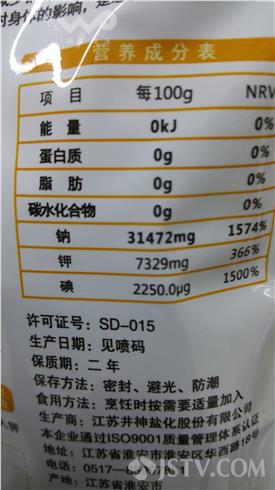 对身体的影响，是
营养成分表
项 目 每100g NRV
能 量 0kJ 0%
蛋白质 0g 0%
脂 肪 0g 0%
碳水化合物 0g 0%
钠 31472mg 1574%
钾 7329mg 366%
碘 2250.0μg 1500%
许可证号：SD-015
生产日期：见喷码
保质期：二 年
保存方法：密封、避光、防潮
食用方法：烹饪时按需要适量加入
生产商：江苏井神盐化股份有限公司
本企业通过ISO9001质量管理体系认证
地址：江苏省淮安市淮安区华西路18号
电话：0517-
产地：江苏省淮安市
JSTV.com